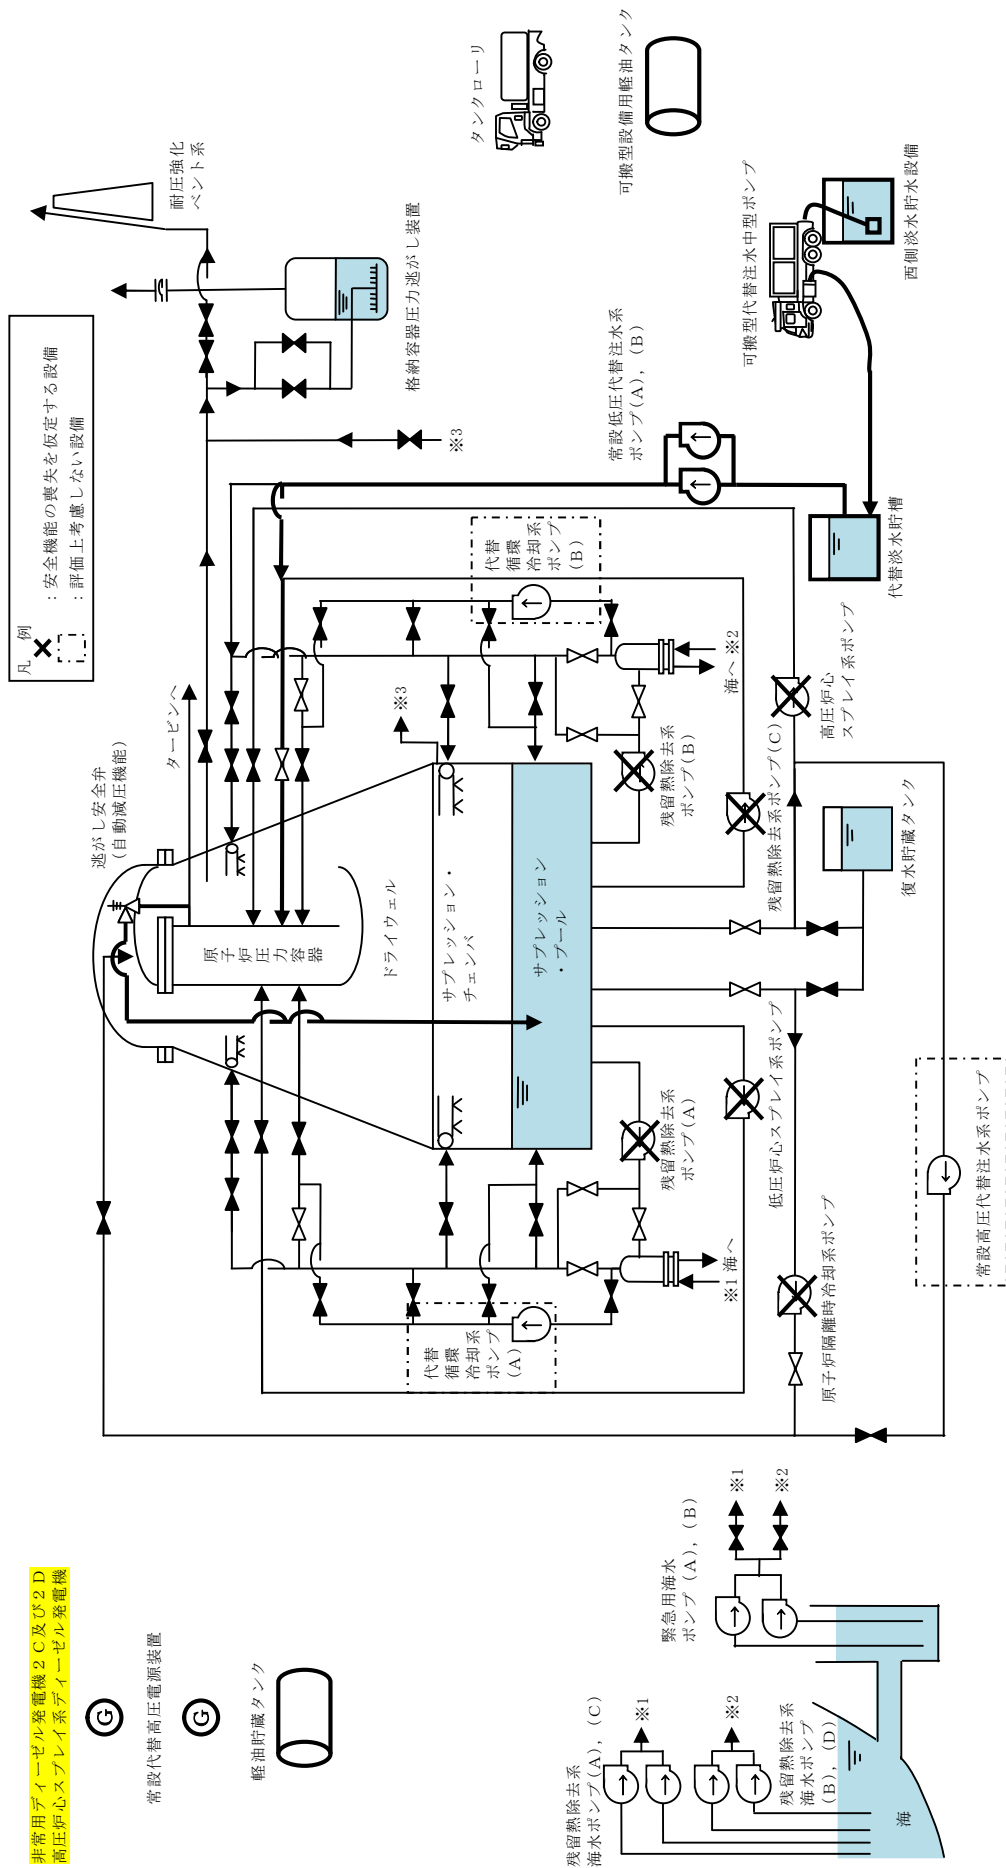 非常用ディーゼル発電機２Ｃ及び２Ｄ
高圧炉心スプレイ系ディーゼル発電機
G
常設代替高圧電源装置
G
軽油貯蔵タンク
凡　例
：安全機能の喪失を仮定する設備
：評価上考慮しない設備
逃がし安全弁
（自動減圧機能）
タービンへ
耐圧強化
ベント系
格納容器圧力逃がし装置
※3
※3
原子炉圧力容器
ドライウェル
サプレッション・
チェンバ
サプレッション
・プール
代替
循環
冷却系
ポンプ
(A)
代替
循環
冷却系
ポンプ
(B)
常設低圧代替注水系
ポンプ(A)，(B)
タンクローリ
可搬型設備用軽油タンク
可搬型代替注水中型ポンプ
西側淡水貯水設備
代替淡水貯槽
残留熱除去系
ポンプ(A)
残留熱除去系
ポンプ(B)
※1 海へ
海へ ※2
低圧炉心スプレイ系ポンプ
残留熱除去系ポンプ(C)
高圧炉心
スプレイ系ポンプ
原子炉隔離時冷却系ポンプ
復水貯蔵タンク
常設高圧代替注水系ポンプ
緊急用海水
ポンプ(A)，(B)
※1
※2
残留熱除去系
海水ポンプ(A)，(C)
※1
※2
残留熱除去系
海水ポンプ
(B)，(D)
海